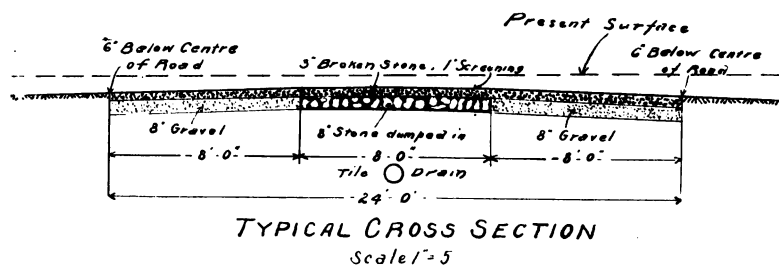 Present Surface
6" Below Centre
of Road
3" Broken Stone. 1" Screening
6" Below Centre
of Road
8" Gravel
8" Stone dumped in
8" Gravel
8'-0"
8-0"
-8'-0"
Tile Drain
24'-0"
TYPICAL CROSS SECTION
Scale 1"=5